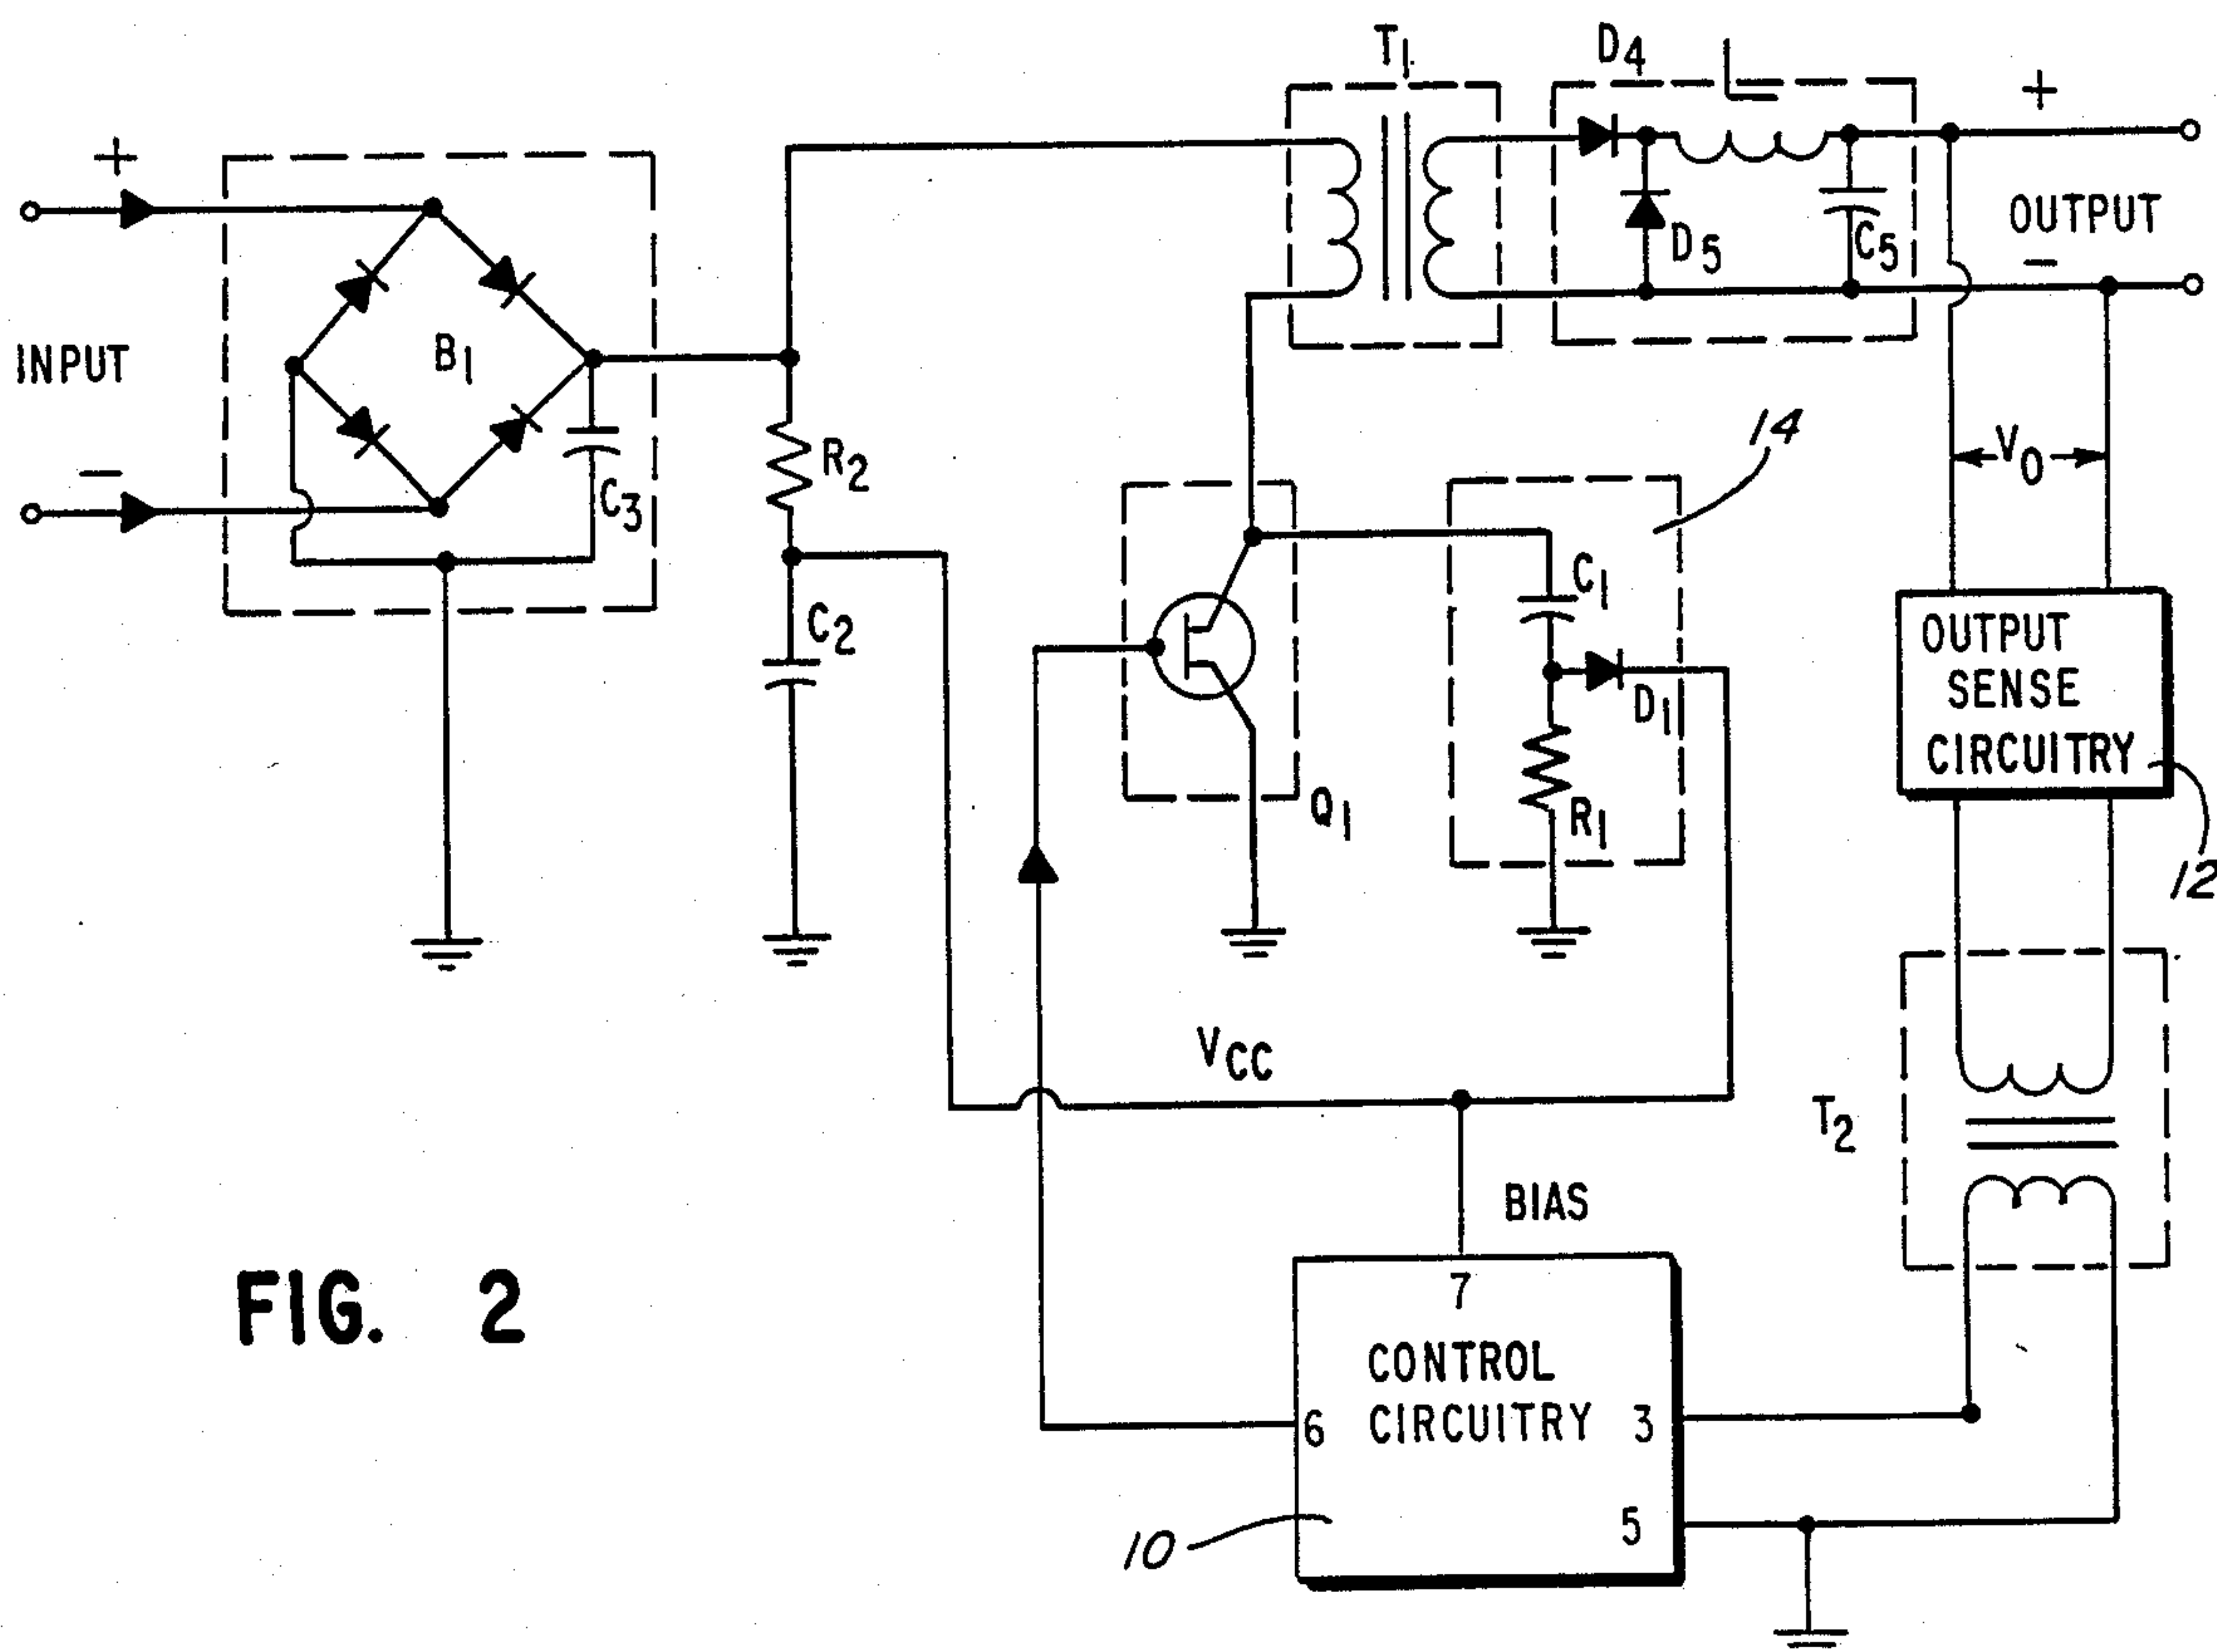 T1
D4
L
+
+
D5
C5
OUTPUT
−
INPUT
B1
R2
C3
−
14
V0
C2
C1
D1
R1
Q1
OUTPUT
SENSE
CIRCUITRY
12
VCC
T2
BIAS
7
CONTROL
CIRCUITRY
6
3
5
10
FIG. 2